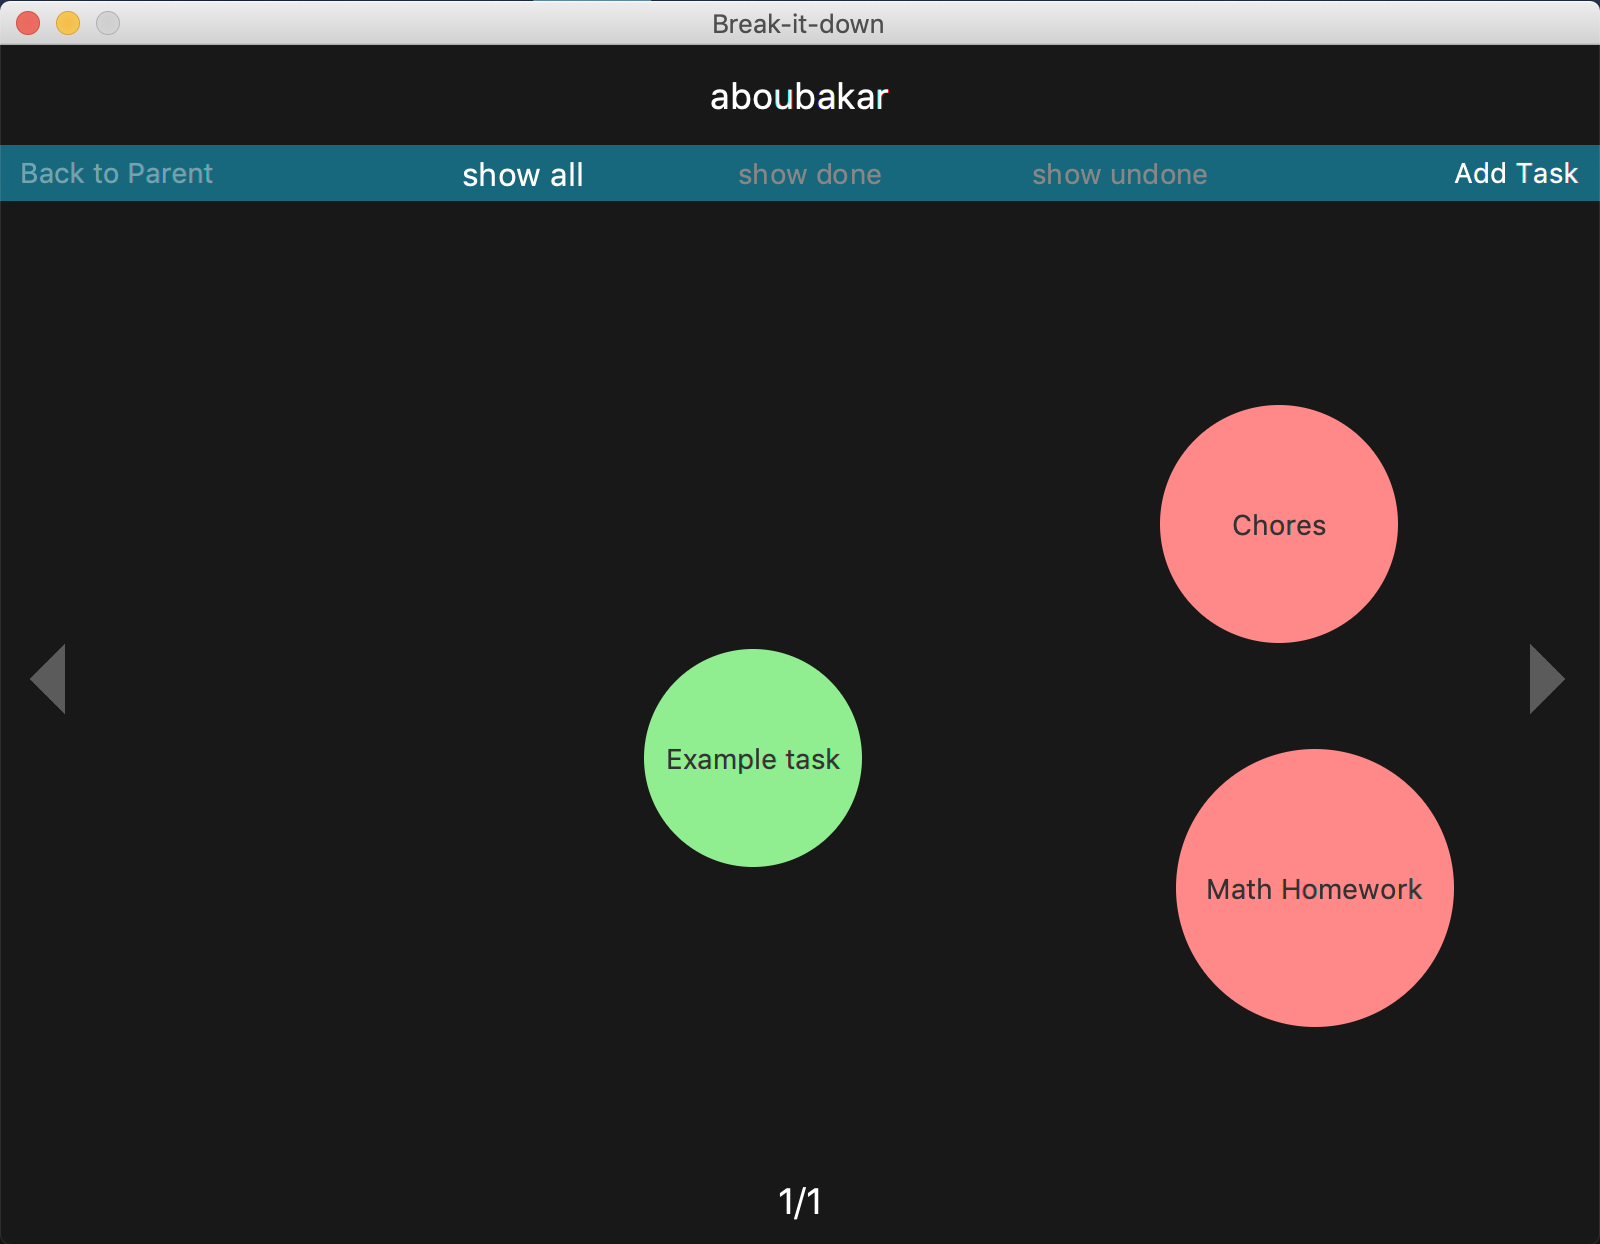 Break-it-down
aboubakar
Back to Parent show all show done show undone Add Task
Chores
Example task
Math Homework
1/1